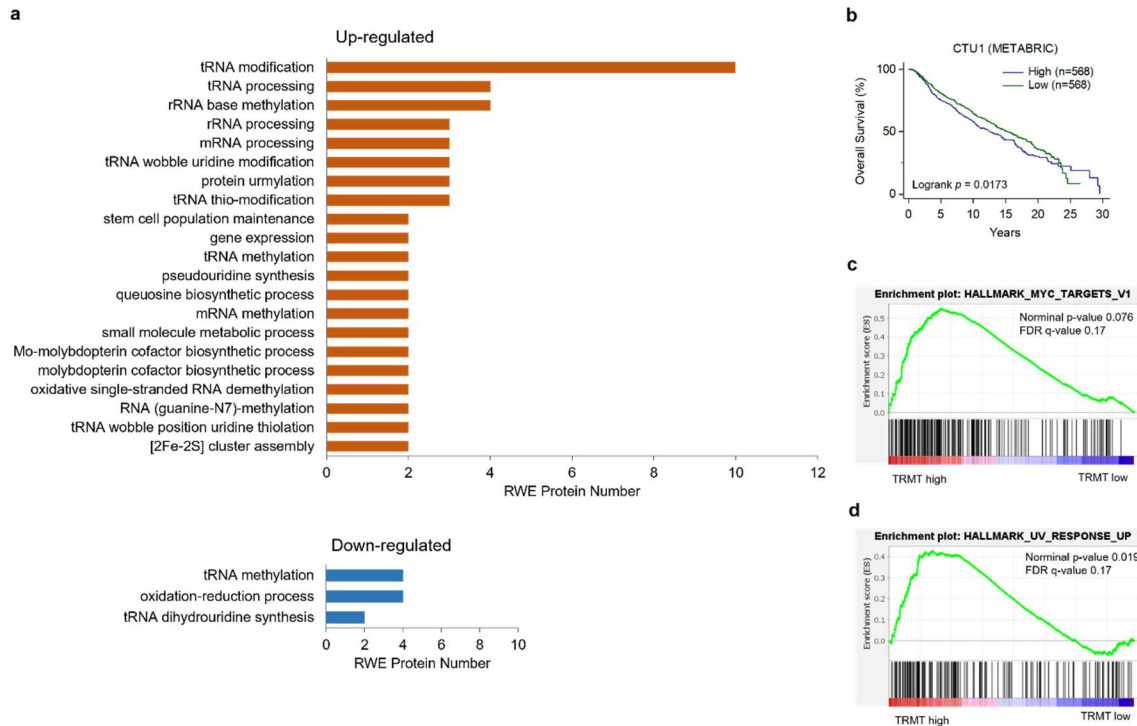 a
Up-regulated
tRNA modification
tRNA processing
rRNA base methylation
rRNA processing
mRNA processing
tRNA wobble uridine modification
protein urmylation
tRNA thio-modification
stem cell population maintenance
gene expression
tRNA methylation
pseudouridine synthesis
queuosine biosynthetic process
mRNA methylation
small molecule metabolic process
Mo-molybdopterin cofactor biosynthetic process
molybdopterin cofactor biosynthetic process
oxidative single-stranded RNA demethylation
RNA (guanine-N7)-methylation
tRNA wobble position uridine thiolation
[2Fe-2S] cluster assembly
0 2 4 6 8 10 12
RWE Protein Number
Down-regulated
tRNA methylation
oxidation-reduction process
tRNA dihydrouridine synthesis
0 2 4 6 8 10
RWE Protein Number
b
CTU1 (METABRIC)
High (n=568)
Low (n=568)
100
50
0
Overall Survival (%)
Logrank p = 0.0173
0 5 10 15 20 25 30
Years
c
Enrichment plot: HALLMARK_MYC_TARGETS_V1
Norminal p-value 0.076
FDR q-value 0.17
Enrichment score (ES)
0.5
0.4
0.3
0.2
0.1
0.0
TRMT high
TRMT low
d
Enrichment plot: HALLMARK_UV_RESPONSE_UP
Norminal p-value 0.019
FDR q-value 0.17
Enrichment score (ES)
0.4
0.3
0.2
0.1
0.0
TRMT high
TRMT low